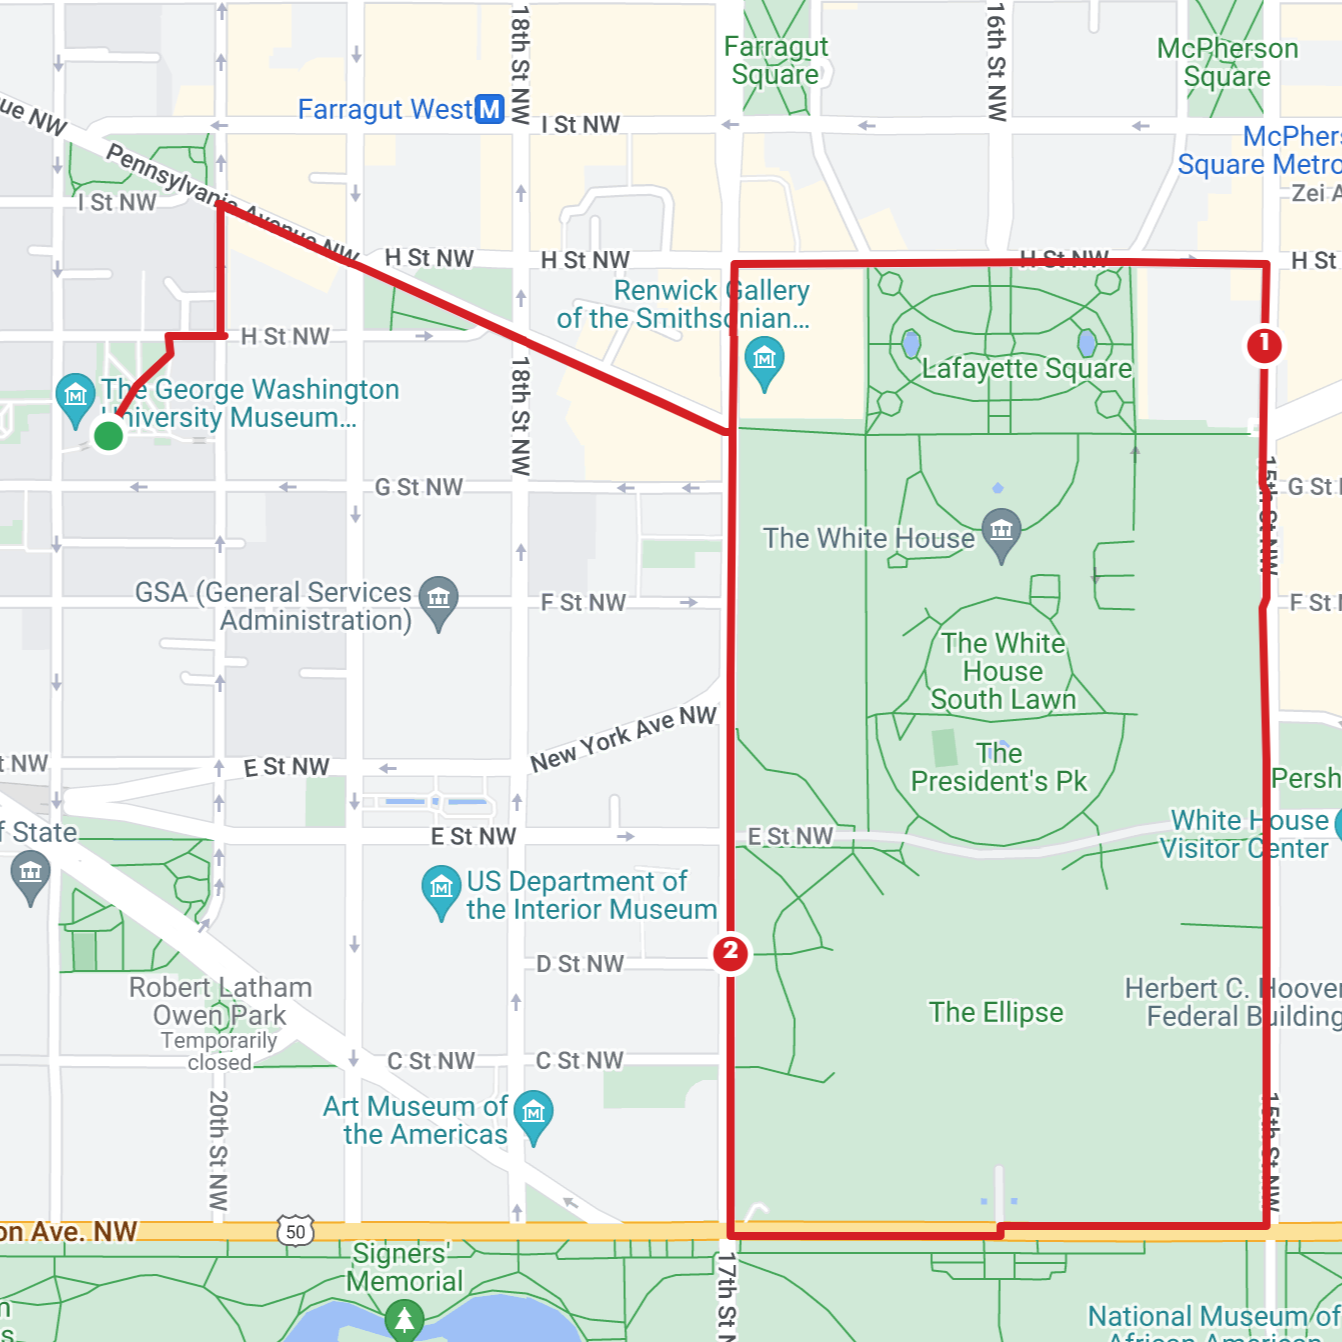 18th St NW
Farragut
Square
16th St NW
McPherson
Square
ue NW
Farragut West
M
I St NW
McPhers
Square Metro
Zei A
Pennsylvania Avenue NW
I St NW
H St NW
H St NW
H St NW
H St
Renwick Gallery
of the Smithsonian...
M
1
H St NW
Lafayette Square
18th St NW
The George Washington
University Museum...
M
G St NW
15th St NW
G St
The White House
GSA (General Services
Administration)
F St NW
F St
The White
House
South Lawn
New York Ave NW
t NW
E St NW
The
President's Pk
Persh
f State
E St NW
E St NW
White House
Visitor Center
M
US Department of
the Interior Museum
2
D St NW
Robert Latham
Owen Park
Temporarily
closed
The Ellipse
Herbert C. Hoover
Federal Building
C St NW
C St NW
20th St NW
M
Art Museum of
the Americas
15th St NW
on Ave. NW
50
Signers'
Memorial
17th St N
n
s
National Museum of
African American